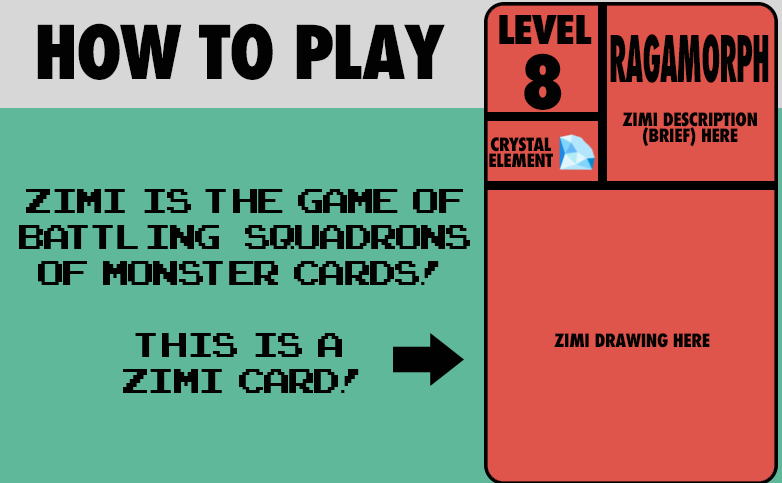 HOW TO PLAY
ZIMI IS THE GAME OF
BATTLING SQUADRONS
OF MONSTER CARDS!
THIS IS A
ZIMI CARD!
LEVEL
8
CRYSTAL
ELEMENT
RAGAMORPH
ZIMI DESCRIPTION
(BRIEF) HERE
ZIMI DRAWING HERE